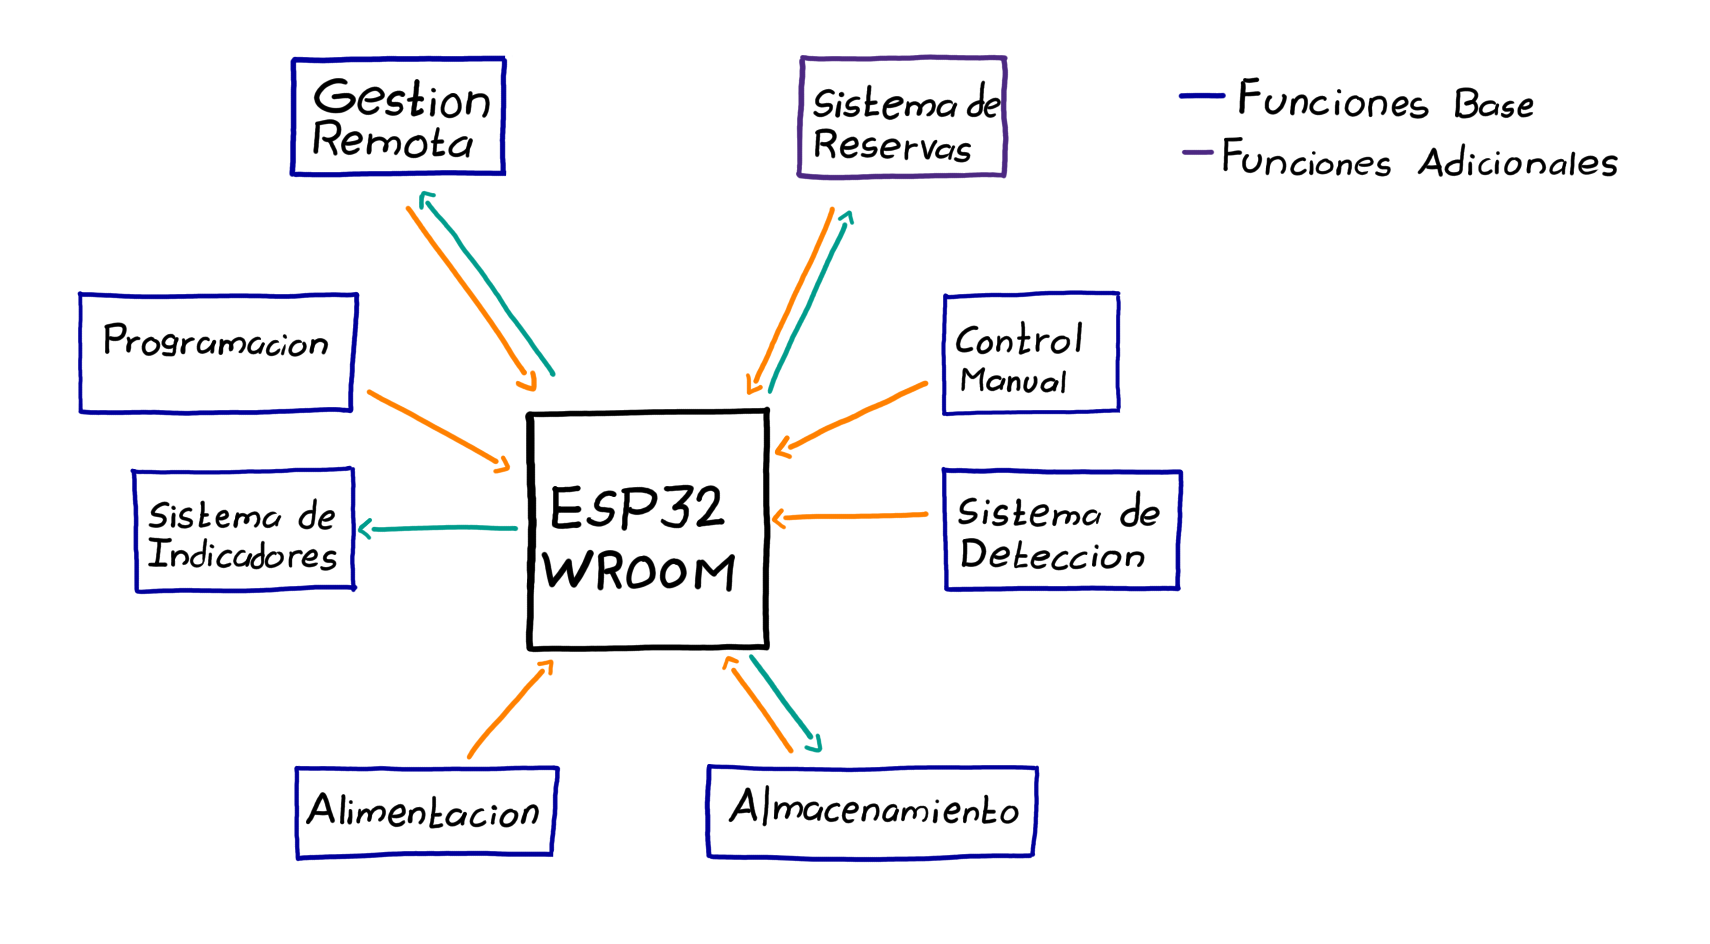 Gestion
Remota
Sistema de
Reservas
Funciones Base
Funciones Adicionales
Programacion
Control
Manual
Sistema de
Indicadores
ESP32
WROOM
Sistema de
Deteccion
Alimentacion
Almacenamiento